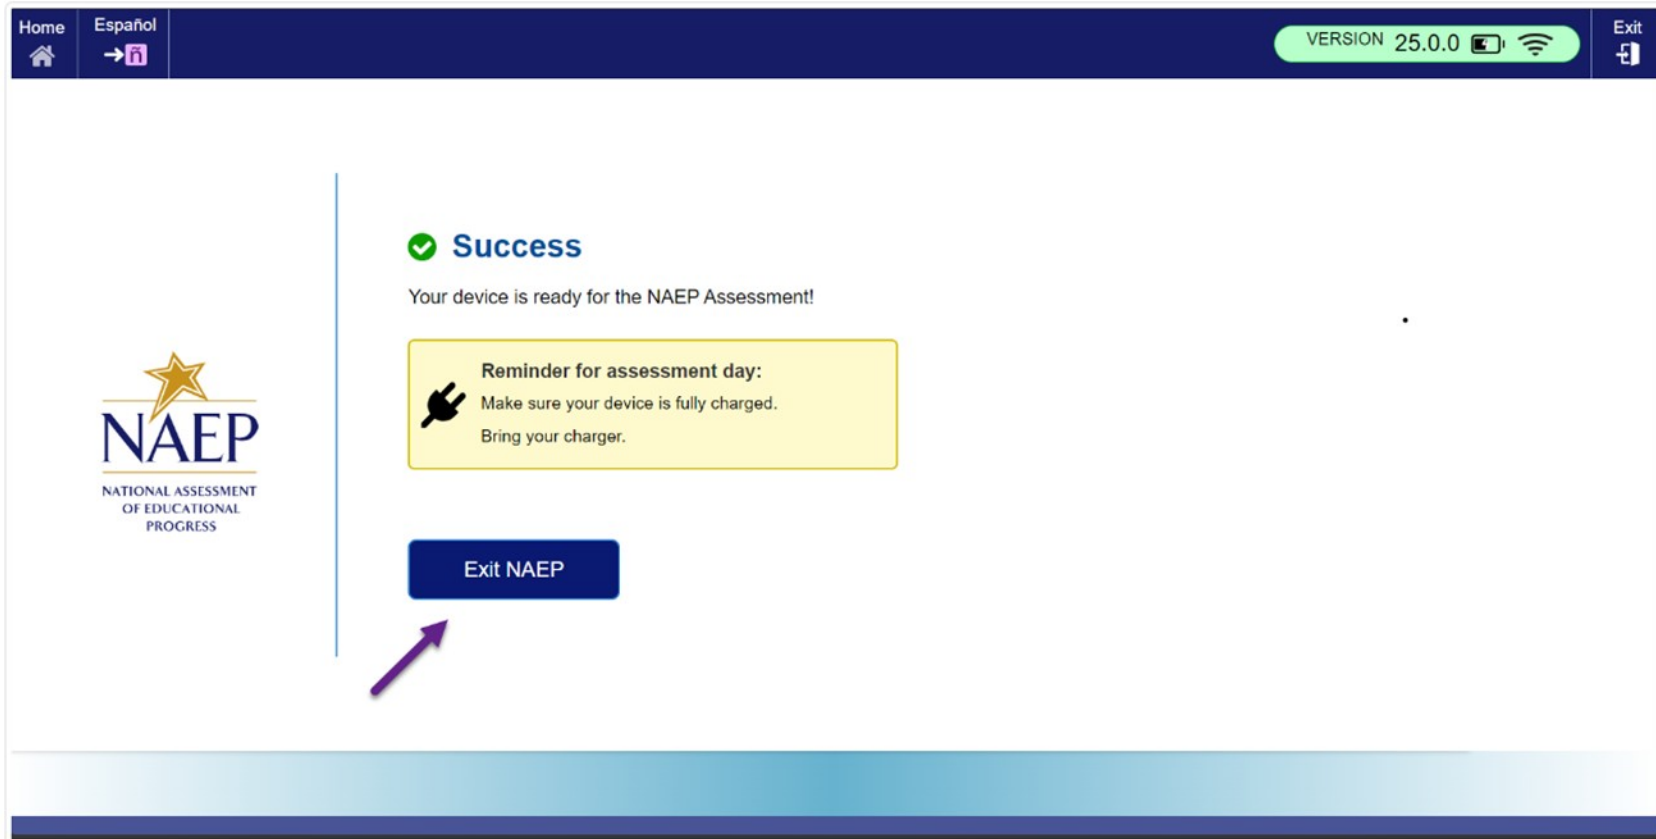 Home
Español
ñ
VERSION 25.0.0
Exit
Success
Your device is ready for the NAEP Assessment!
Reminder for assessment day:
Make sure your device is fully charged.
Bring your charger.
NAEP
NATIONAL ASSESSMENT
OF EDUCATIONAL
PROGRESS
Exit NAEP